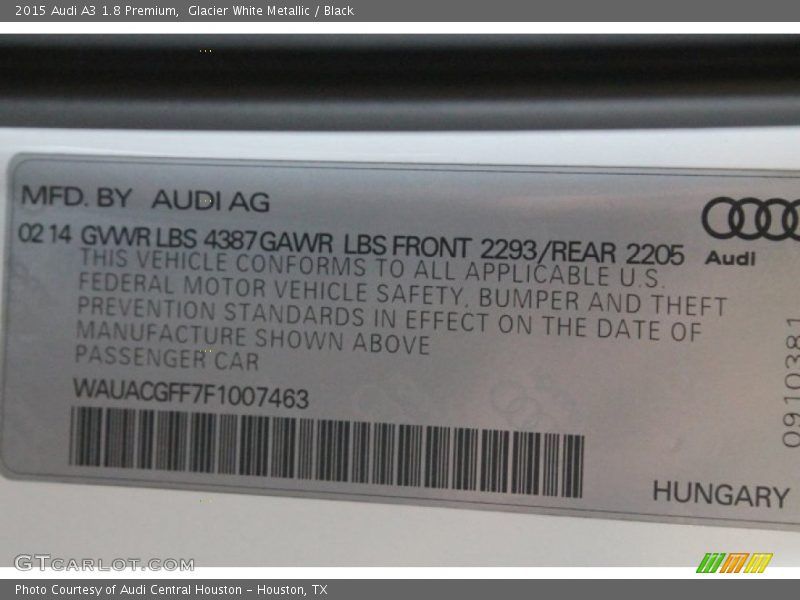 2015 Audi A3 1.8 Premium,  Glacier White Metallic / Black
MFD. BY AUDI AG
02 14 GVWR LBS 4387 GAWR LBS FRONT 2293/REAR 2205
Audi
THIS VEHICLE CONFORMS TO ALL APPLICABLE U.S.
FEDERAL MOTOR VEHICLE SAFETY, BUMPER AND THEFT
PREVENTION STANDARDS IN EFFECT ON THE DATE OF
MANUFACTURE SHOWN ABOVE
PASSENGER CAR
WAUACGFF7F1007463
0910381
HUNGARY
GTCARLOT.COM
Photo Courtesy of Audi Central Houston - Houston, TX